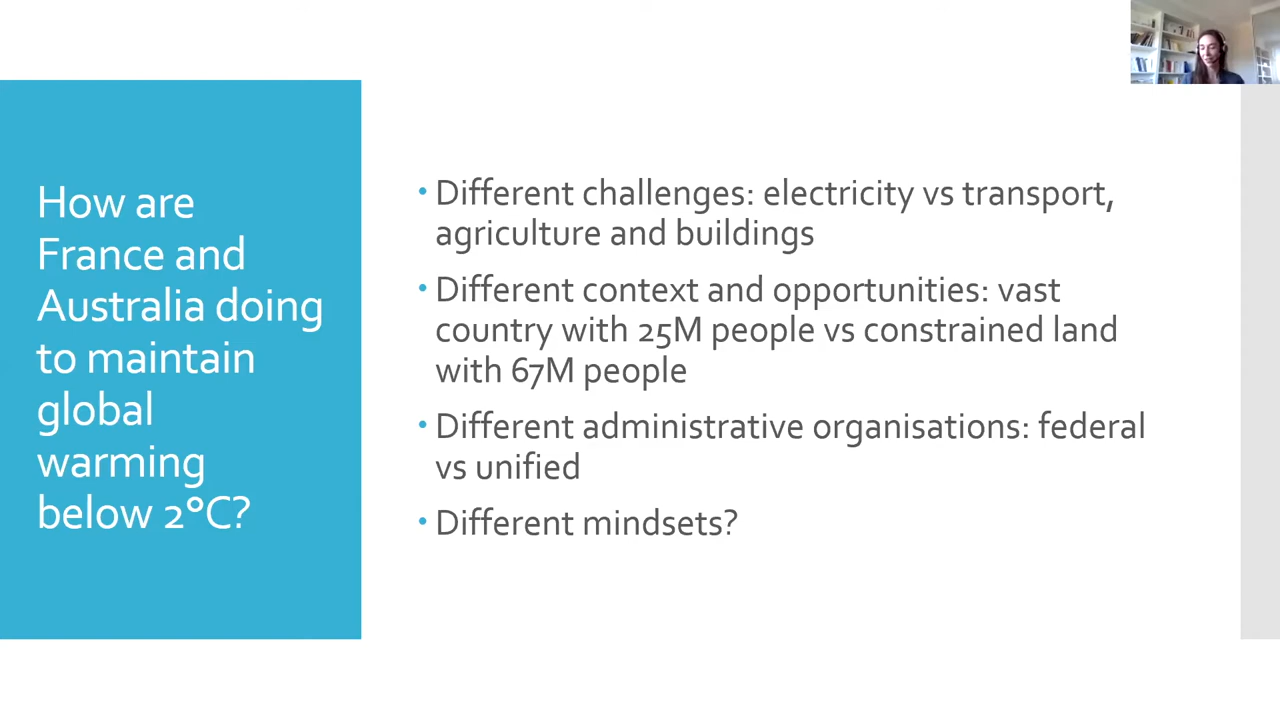 How are
France and
Australia doing
to maintain
global
warming
below 2°C?
• Different challenges: electricity vs transport,
agriculture and buildings
• Different context and opportunities: vast
country with 25M people vs constrained land
with 67M people
• Different administrative organisations: federal
vs unified
• Different mindsets?